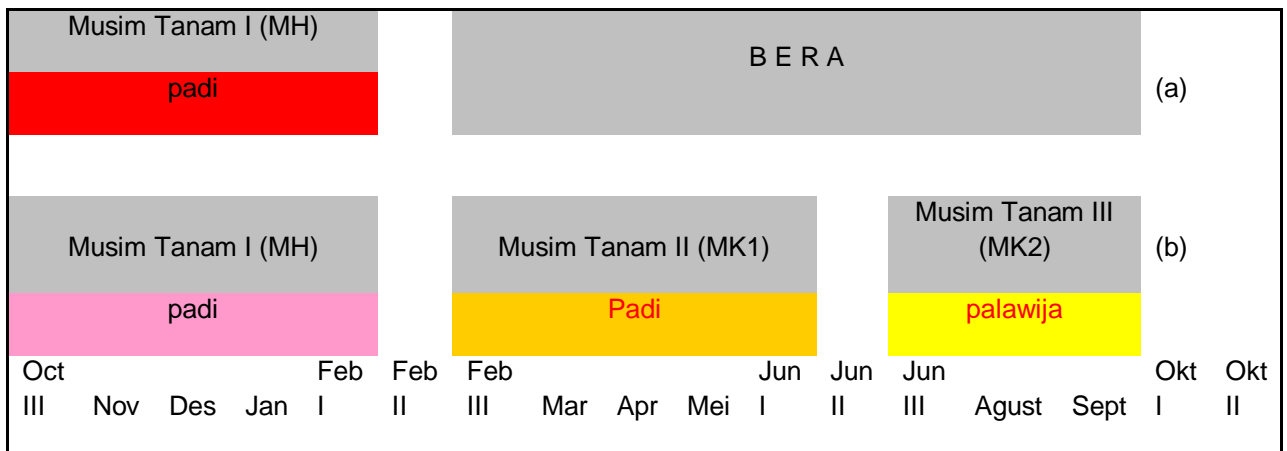 Musim Tanam I (MH)
B E R A
padi
(a)
Musim Tanam I (MH)
Musim Tanam II (MK1)
Musim Tanam III
(MK2)
(b)
padi
Padi
palawija
Oct Feb Feb Feb Jun Jun Jun Okt Okt
III Nov Des Jan I II III Mar Apr Mei I II III Agust Sept I II